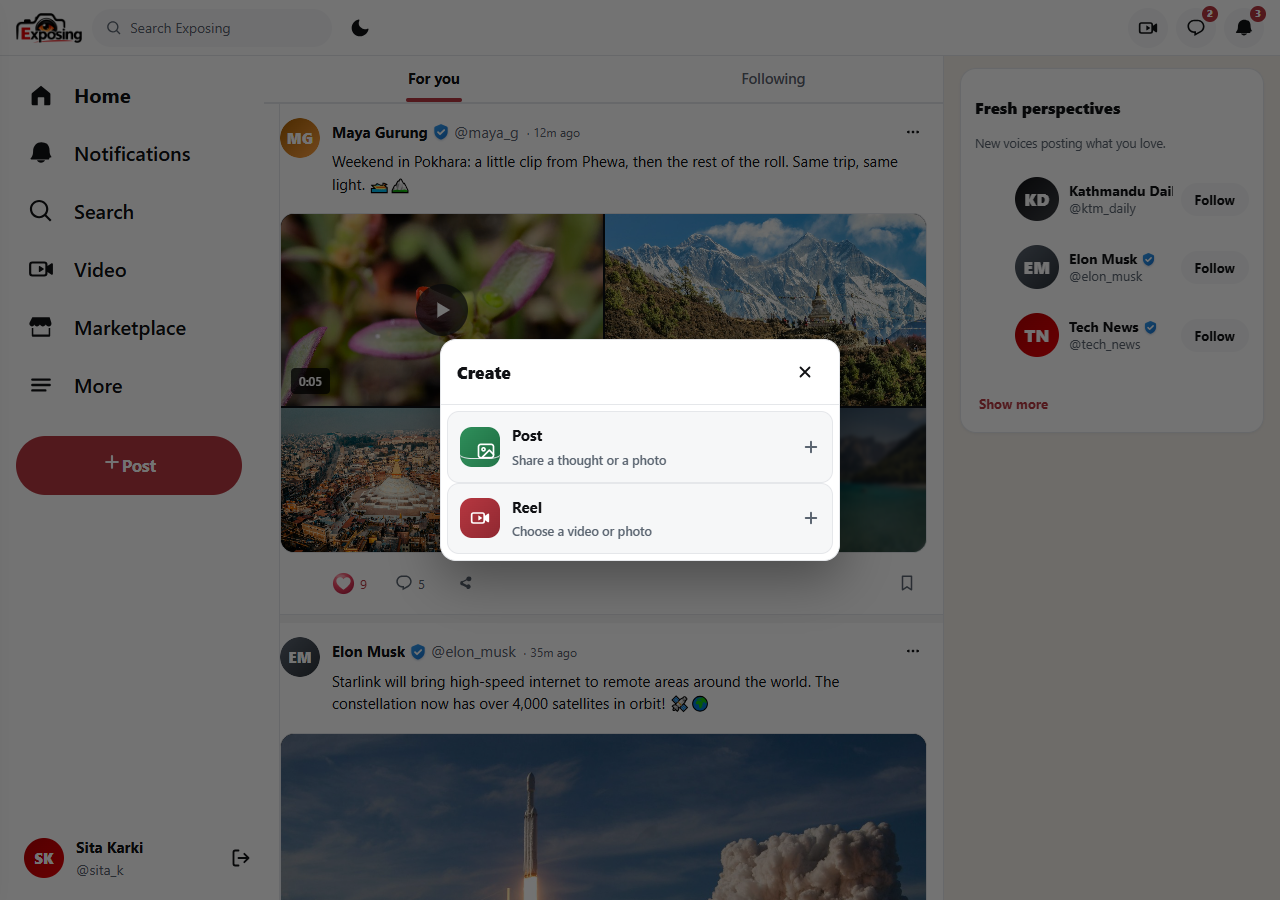 Exposing
Search Exposing
2
3
Home
Notifications
Search
Video
Marketplace
More
Post
SK
Sita Karki
@sita_k
For you
Following
MG
Maya Gurung @maya_g · 12m ago
Weekend in Pokhara: a little clip from Phewa, then the rest of the roll. Same trip, same
light.
0:05
Create
Post
Share a thought or a photo
Reel
Choose a video or photo
9
5
EM
Elon Musk @elon_musk · 35m ago
Starlink will bring high-speed internet to remote areas around the world. The
constellation now has over 4,000 satellites in orbit!
Fresh perspectives
New voices posting what you love.
KD
Kathmandu Dai
@ktm_daily
Follow
EM
Elon Musk
@elon_musk
Follow
TN
Tech News
@tech_news
Follow
Show more